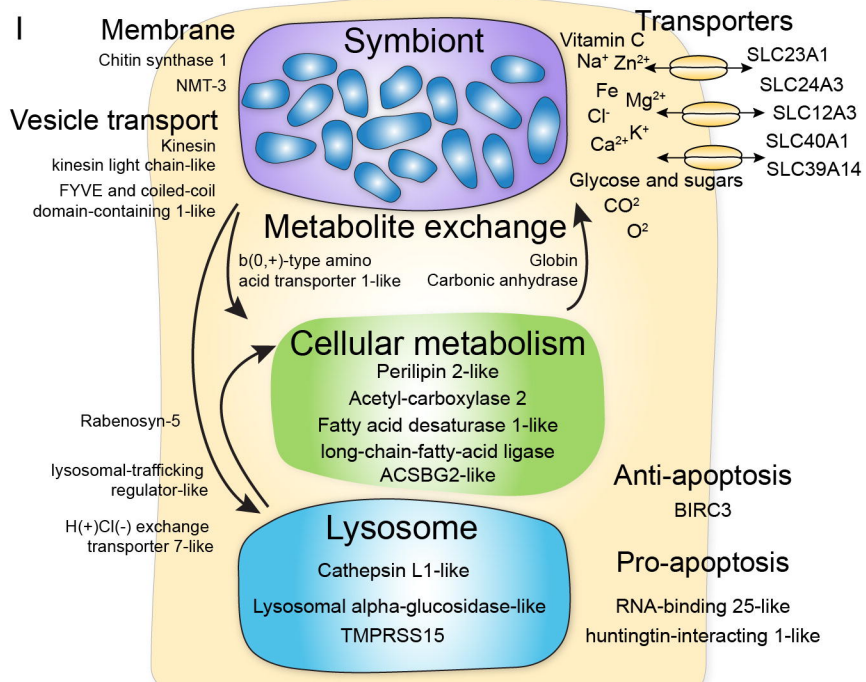 I
Membrane
Chitin synthase 1
NMT-3
Vesicle transport
Kinesin
kinesin light chain-like
FYVE and coiled-coil
domain-containing 1-like
Symbiont
Transporters
Vitamin C
Na⁺ Zn²⁺
Fe
Mg²⁺
Cl⁻
Ca²⁺ K⁺
Glycose and sugars
CO²
O²
SLC23A1
SLC24A3
SLC12A3
SLC40A1
SLC39A14
Metabolite exchange
b(0,+)-type amino
acid transporter 1-like
Globin
Carbonic anhydrase
Cellular metabolism
Perilipin 2-like
Acetyl-carboxylase 2
Fatty acid desaturase 1-like
long-chain-fatty-acid ligase
ACSBG2-like
Rabenosyn-5
lysosomal-trafficking
regulator-like
H(+)Cl(-) exchange
transporter 7-like
Lysosome
Cathepsin L1-like
Lysosomal alpha-glucosidase-like
TMPRSS15
Anti-apoptosis
BIRC3
Pro-apoptosis
RNA-binding 25-like
huntingtin-interacting 1-like